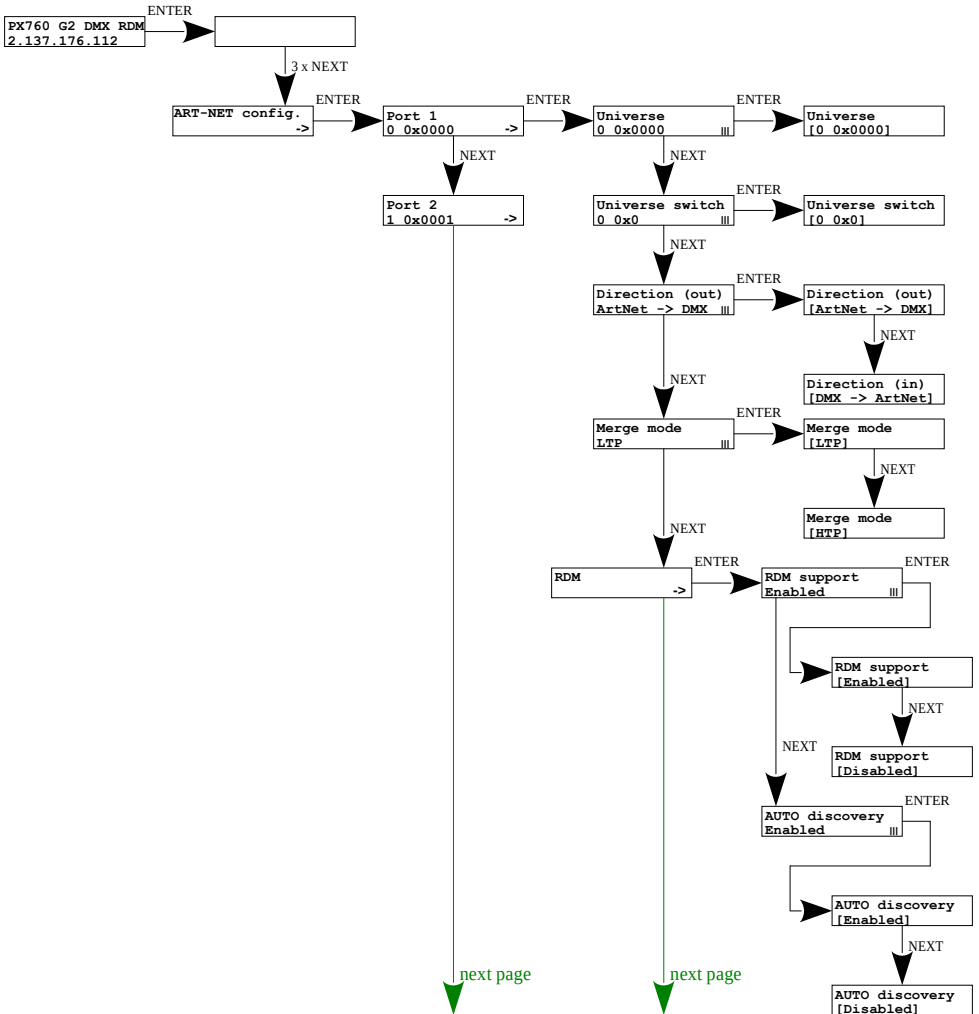 ENTER
PX760 G2 DMX RDM
2.137.176.112
3 x NEXT
ART-NET config.
->
ENTER
Port 1
0 0x0000 ->
ENTER
Universe
0 0x0000
ENTER
Universe
[0 0x0000]
NEXT
NEXT
Port 2
1 0x0001 ->
Universe switch
0 0x0
ENTER
Universe switch
[0 0x0]
NEXT
Direction (out)
ArtNet -> DMX
ENTER
Direction (out)
[ArtNet -> DMX]
NEXT
Direction (in)
[DMX -> ArtNet]
NEXT
Merge mode
LTP
ENTER
Merge mode
[LTP]
NEXT
Merge mode
[HTP]
NEXT
RDM
->
ENTER
RDM support
Enabled
ENTER
RDM support
[Enabled]
NEXT
RDM support
[Disabled]
NEXT
AUTO discovery
Enabled
ENTER
AUTO discovery
[Enabled]
NEXT
AUTO discovery
[Disabled]
next page
next page